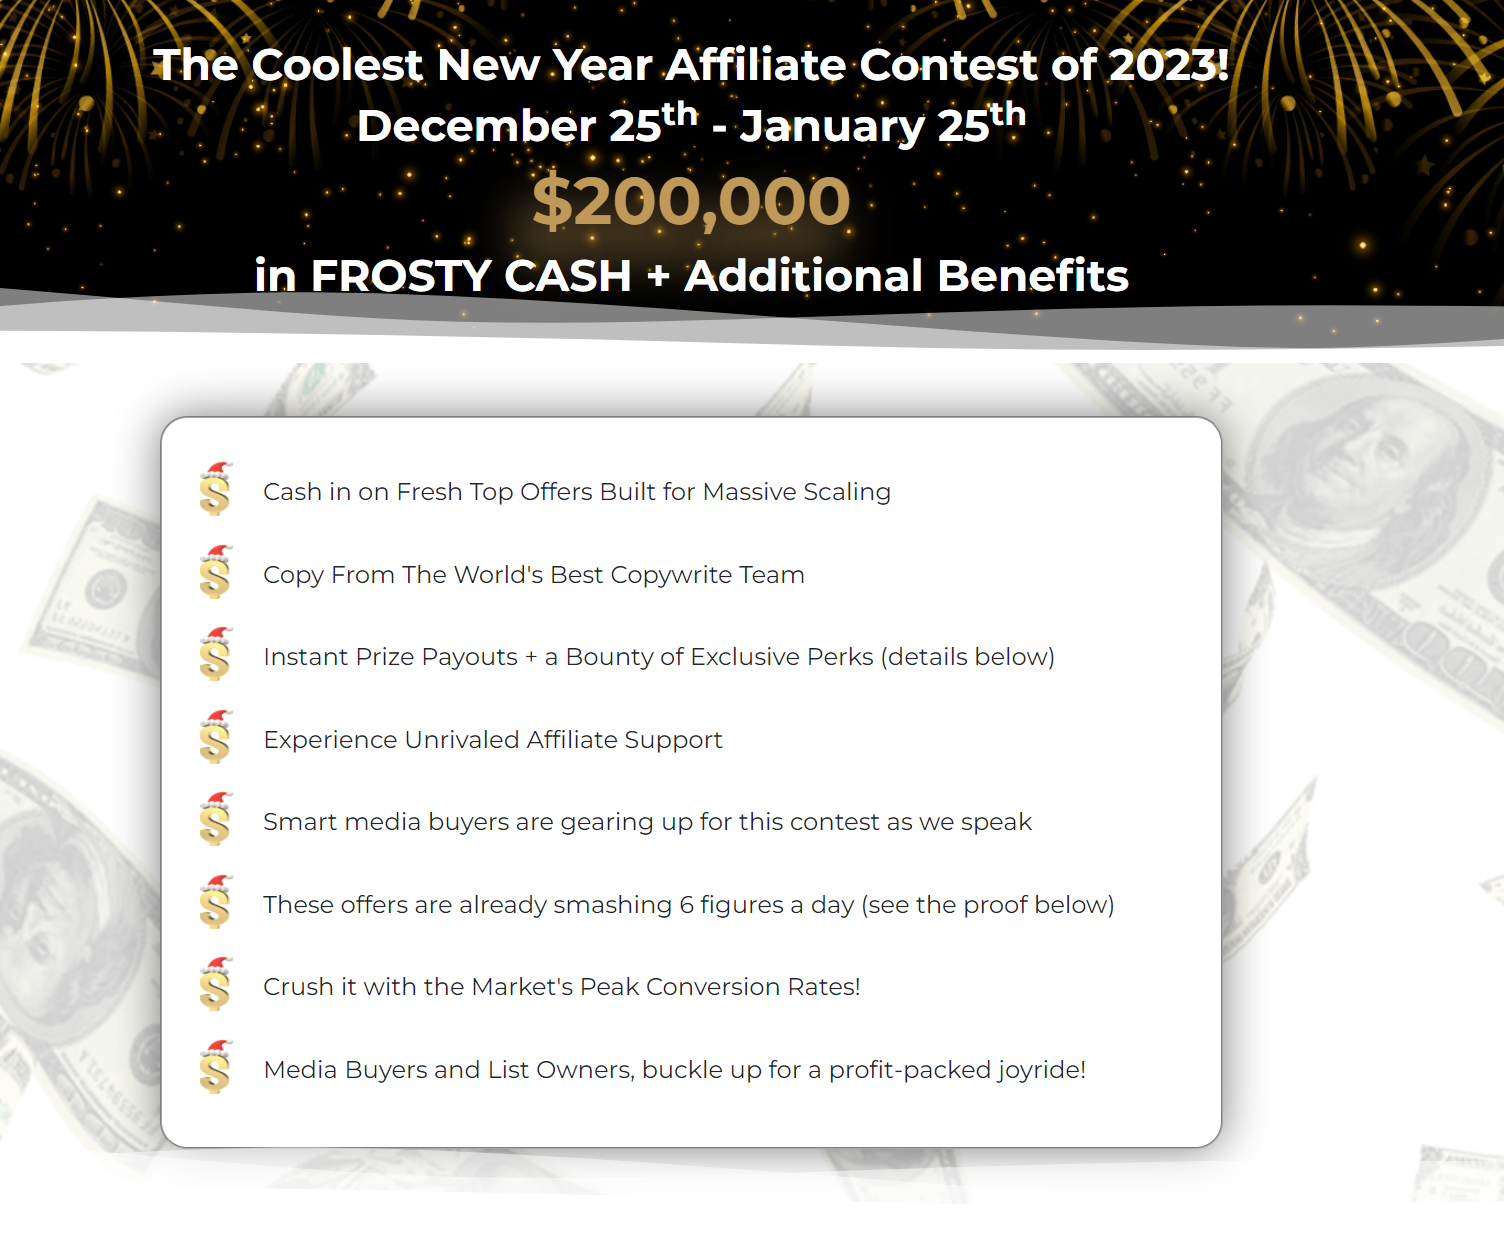 The Coolest New Year Affiliate Contest of 2023!
December 25th - January 25th
$200,000
in FROSTY CASH + Additional Benefits
Cash in on Fresh Top Offers Built for Massive Scaling
Copy From The World's Best Copywrite Team
Instant Prize Payouts + a Bounty of Exclusive Perks (details below)
Experience Unrivaled Affiliate Support
Smart media buyers are gearing up for this contest as we speak
These offers are already smashing 6 figures a day (see the proof below)
Crush it with the Market's Peak Conversion Rates!
Media Buyers and List Owners, buckle up for a profit-packed joyride!